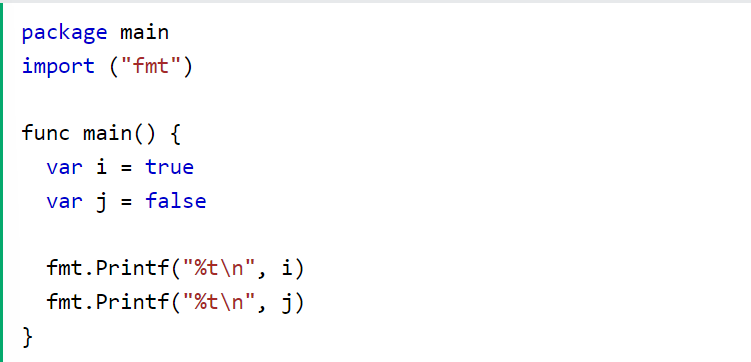 package main
import ("fmt")
func main() {
  var i = true
  var j = false
  fmt.Printf("%t\n", i)
  fmt.Printf("%t\n", j)
}